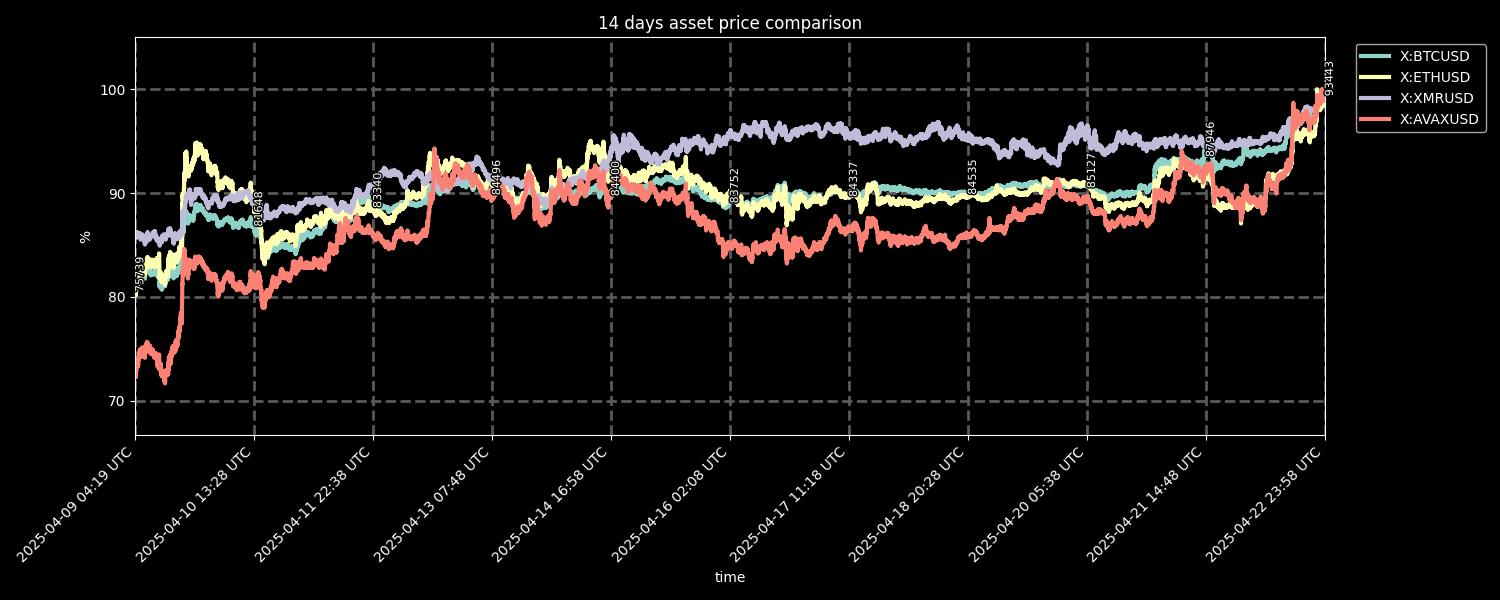 14 days asset price comparison
X:BTCUSD
X:ETHUSD
X:XMRUSD
X:AVAXUSD
%
100
90
80
70
75739
84648
83340
84496
84400
83752
84337
84535
85127
87946
93443
2025-04-09 04:19 UTC
2025-04-10 13:28 UTC
2025-04-11 22:38 UTC
2025-04-13 07:48 UTC
2025-04-14 16:58 UTC
2025-04-16 02:08 UTC
2025-04-17 11:18 UTC
2025-04-18 20:28 UTC
2025-04-20 05:38 UTC
2025-04-21 14:48 UTC
2025-04-22 23:58 UTC
time